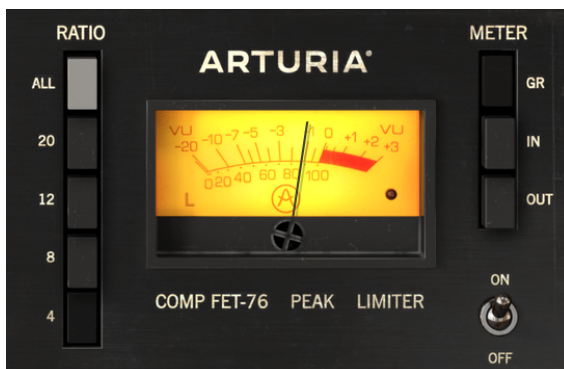 RATIO
METER
ARTURIA
ALL
20
12
8
4
VU
-20 -10 -7 -5 -3 -1 0 +1 +2 +3
VU
0 20 40 60 80 100
L
A
GR
IN
OUT
COMP FET-76 PEAK LIMITER
ON
OFF